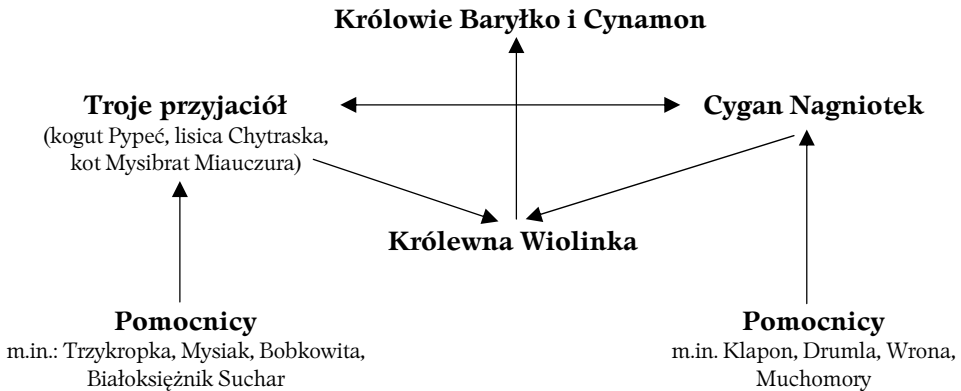 Królowie Baryłko i Cynamon
Troje przyjaciół
(kogut Pypeć, lisica Chytraska,
kot Mysibrat Miauczura)
Cygan Nagniotek
Królewna Wiolinka
Pomocnicy
m.in.: Trzykropka, Mysiak, Bobkowita,
Białoksiężnik Suchar
Pomocnicy
m.in. Klapon, Drumla, Wrona,
Muchomory